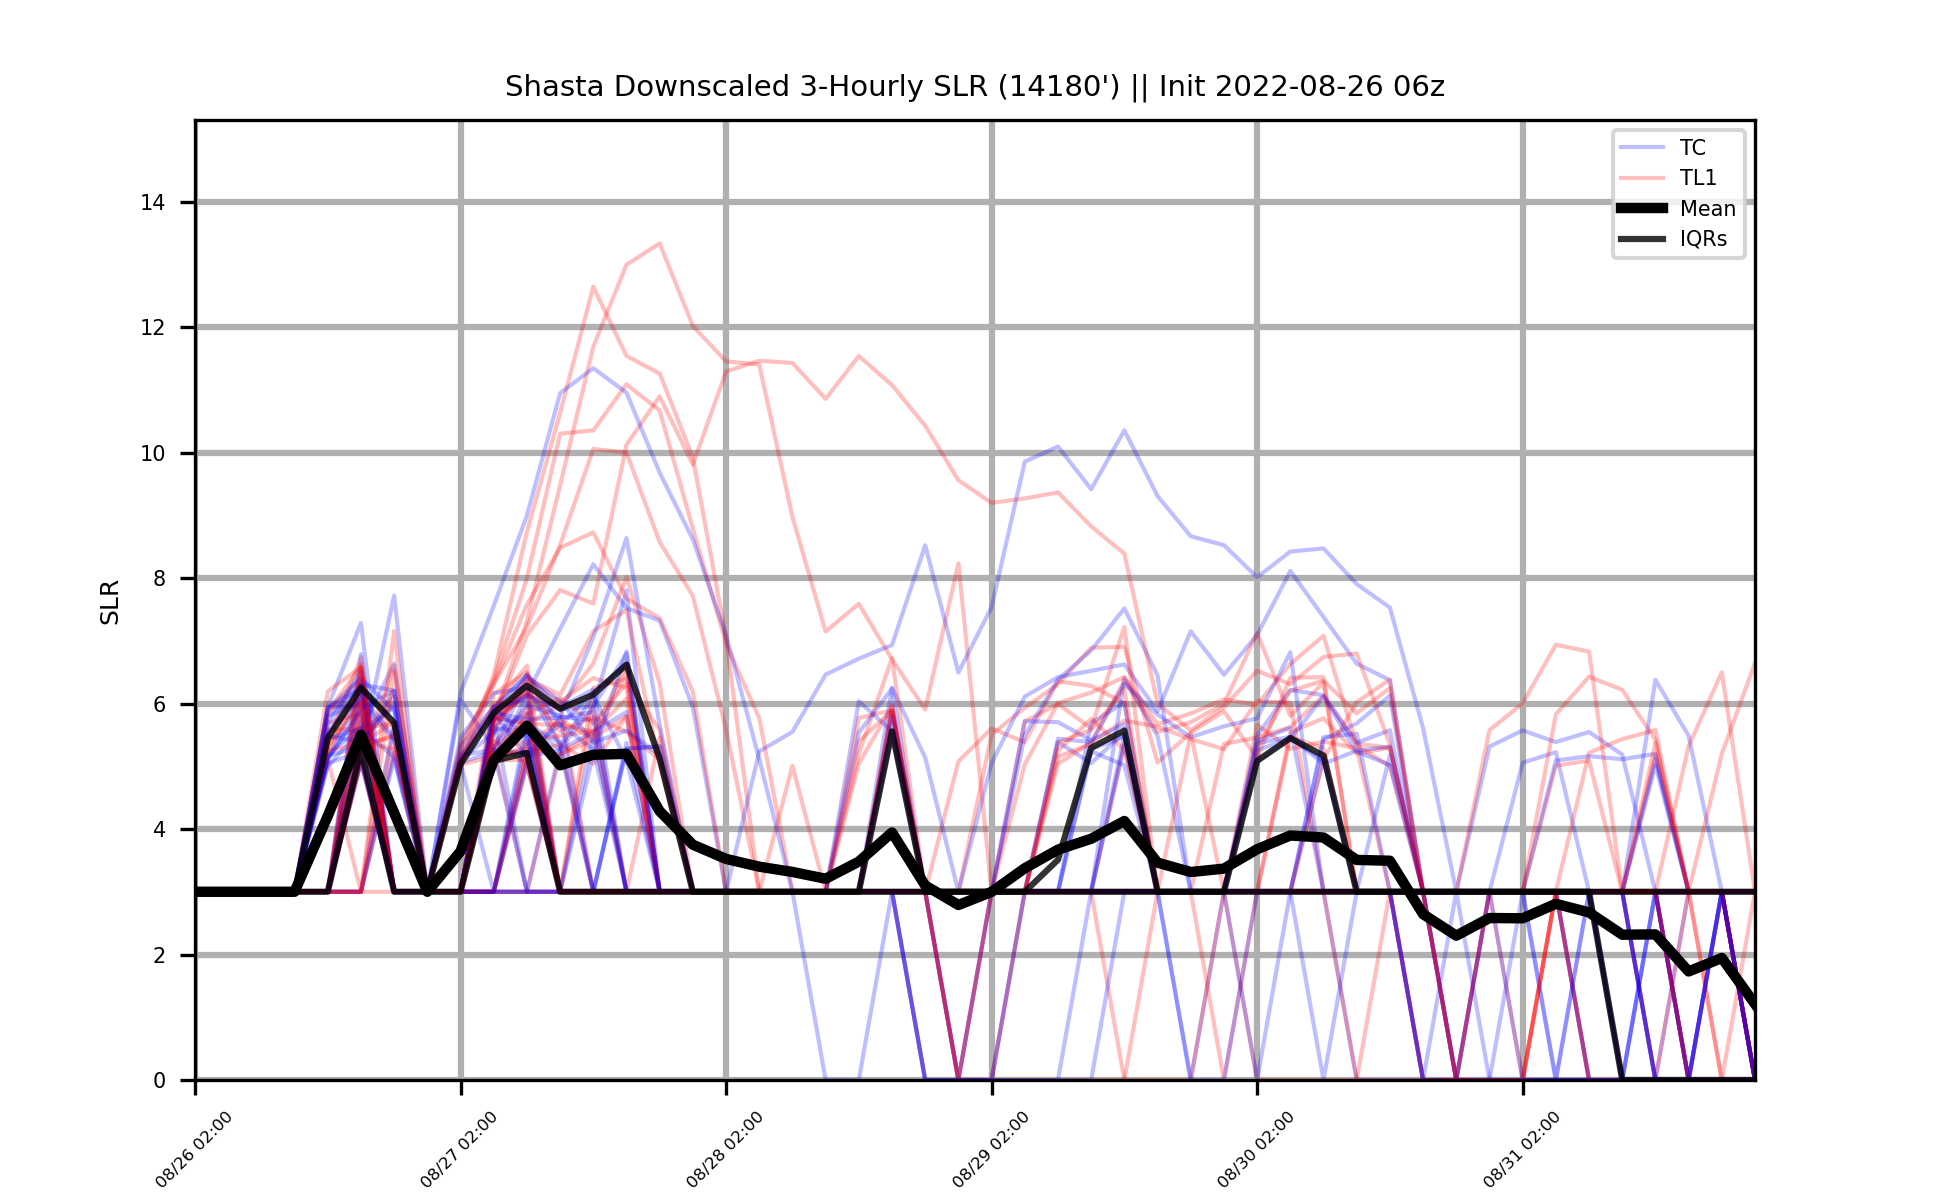 Shasta Downscaled 3-Hourly SLR (14180') || Init 2022-08-26 06z
TC
TL1
Mean
IQRs
SLR
14
12
10
8
6
4
2
0
08/26 02:00
08/27 02:00
08/28 02:00
08/29 02:00
08/30 02:00
08/31 02:00